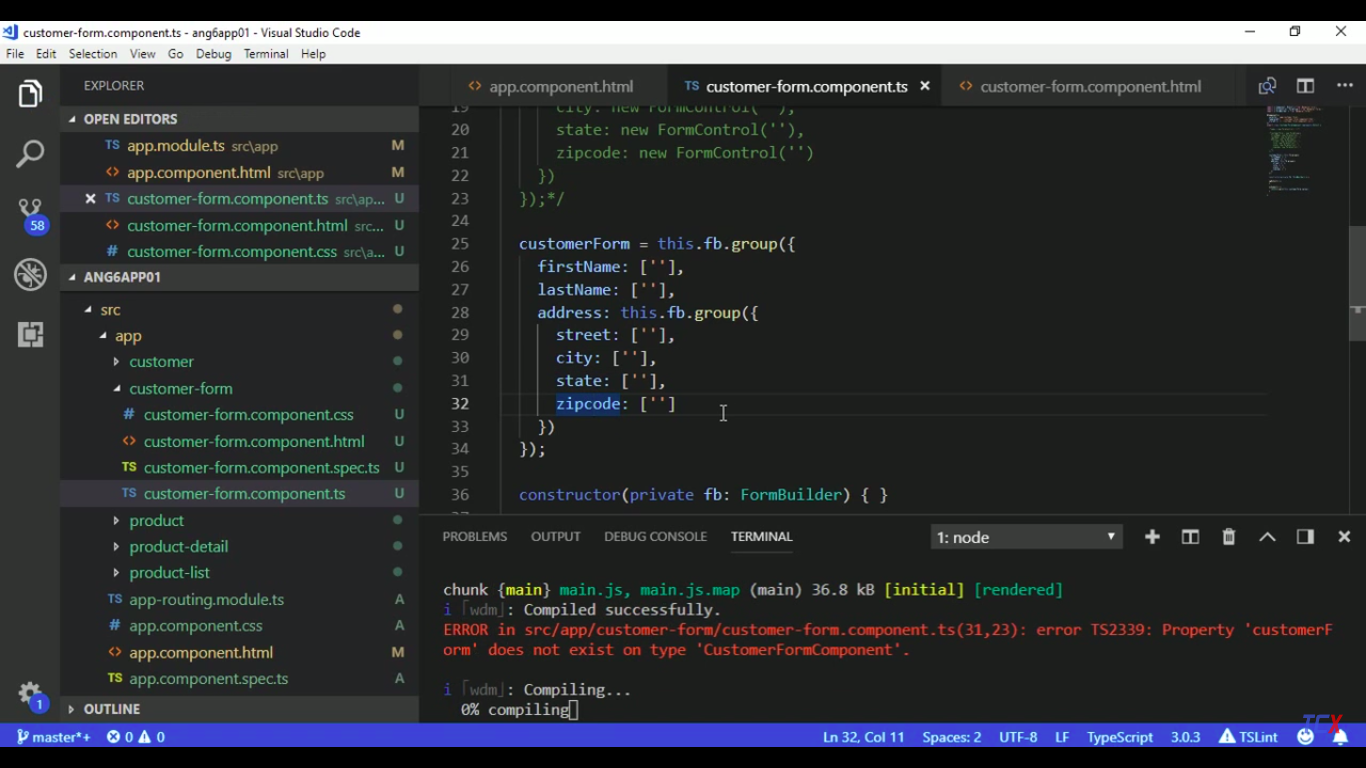 customer-form.component.ts - ang6app01 - Visual Studio Code
File Edit Selection View Go Debug Terminal Help
EXPLORER
OPEN EDITORS
TS app.module.ts src\app M
<> app.component.html src\app M
× TS customer-form.component.ts src\ap... U
<> customer-form.component.html src... U
# customer-form.component.css src\a... U
58
ANG6APP01
src
app
customer
customer-form
# customer-form.component.css U
<> customer-form.component.html U
TS customer-form.component.spec.ts U
TS customer-form.component.ts U
product
product-detail
product-list
TS app-routing.module.ts A
# app.component.css A
<> app.component.html M
TS app.component.spec.ts A
1
OUTLINE
<> app.component.html TS customer-form.component.ts × <> customer-form.component.html ...
19 city: new FormControl(''),
20 state: new FormControl(''),
21 zipcode: new FormControl('')
22 })
23 });*/
24
25 customerForm = this.fb.group({
26 firstName: [''],
27 lastName: [''],
28 address: this.fb.group({
29 street: [''],
30 city: [''],
31 state: [''],
32 zipcode: ['']
33 })
34 });
35
36 constructor(private fb: FormBuilder) { }
PROBLEMS OUTPUT DEBUG CONSOLE TERMINAL 1: node
chunk {main} main.js, main.js.map (main) 36.8 kB [initial] [rendered]
i ｢wdm｣: Compiled successfully.
ERROR in src/app/customer-form/customer-form.component.ts(31,23): error TS2339: Property 'customerF
orm' does not exist on type 'CustomerFormComponent'.
i ｢wdm｣: Compiling...
0% compiling
master*+ 0 0 Ln 32, Col 11 Spaces: 2 UTF-8 LF TypeScript 3.0.3 TSLint